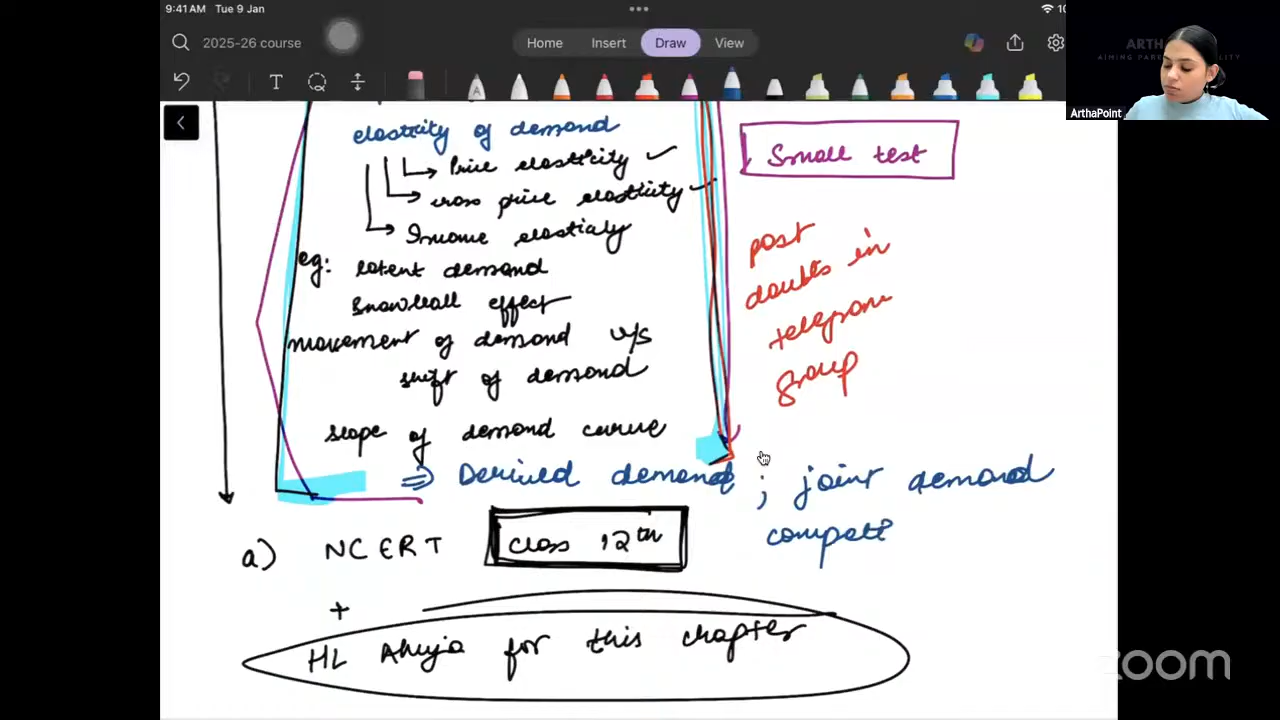 9:41 AM Tue 9 Jan
2025-26 course
Home Insert Draw View
elasticity of demand
Price elasticity
cross price elasticity
Income elasticity
eg: latent demand
Snowball effect
movement of demand v/s
shift of demand
slope of demand curve
⇒ Derived demand ; joint demand
competi
Small test
post
doubts in
telegram
group
a) NCERT class 12th
+
HL Ahuja for this chapter
ArthaPoint
zoom